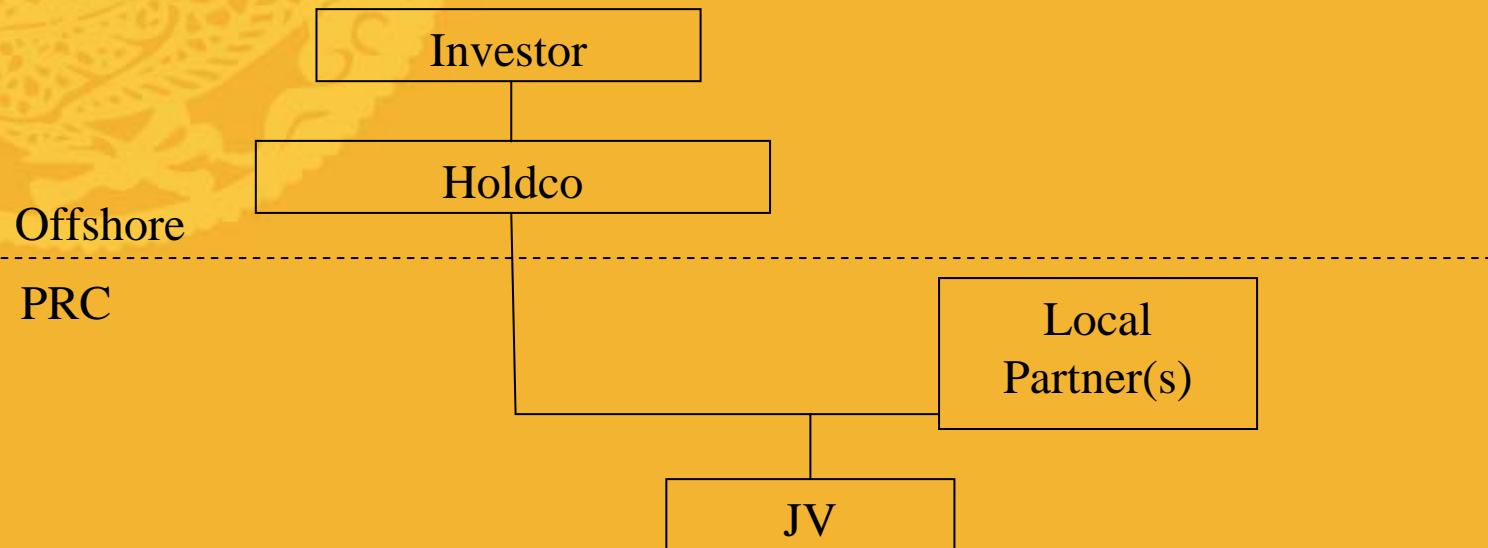 Investor
Holdco
Offshore
PRC
Local
Partner(s)
JV